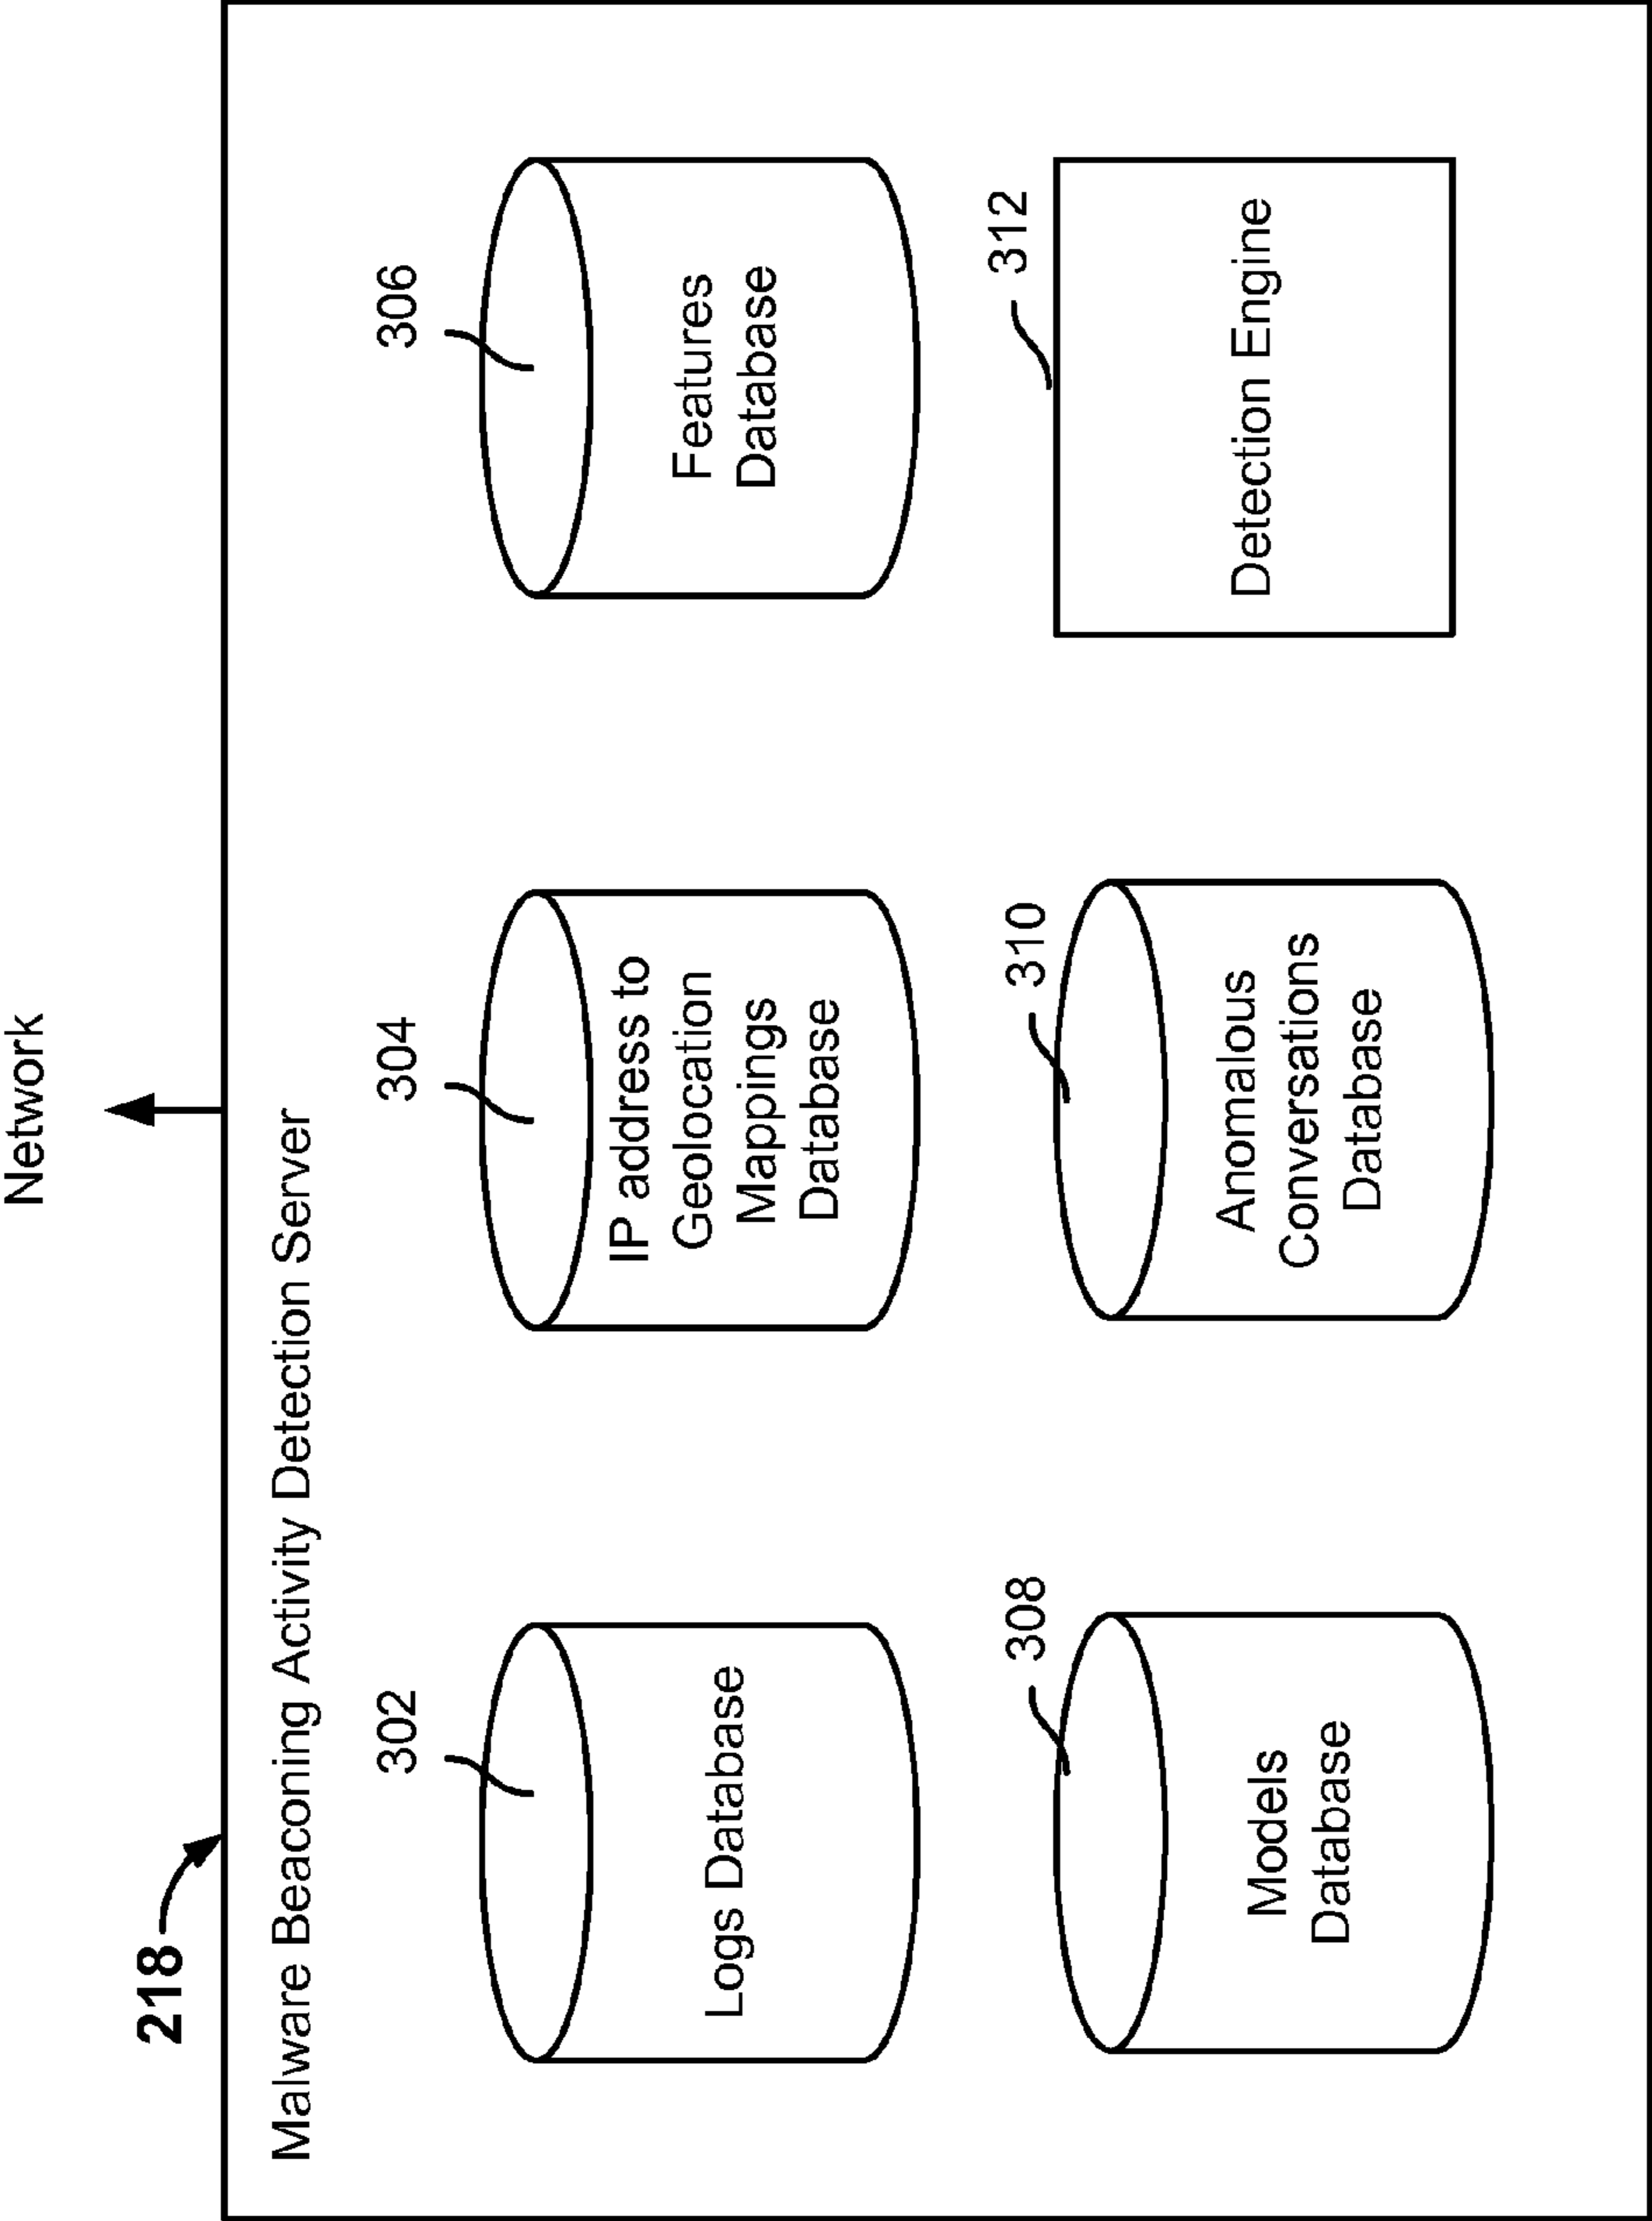 Network
218
Malware Beaconing Activity Detection Server
302
304
306
Logs Database
IP address to
Geolocation
Mappings
Database
Features
Database
308
310
312
Models
Database
Anomalous
Conversations
Database
Detection Engine